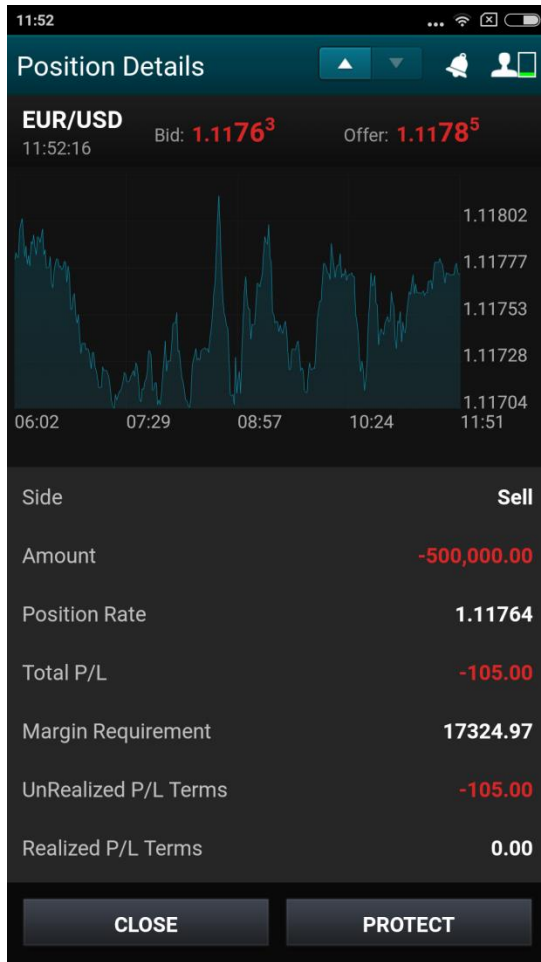 11:52
Position Details
EUR/USD
11:52:16
Bid: 1.11763
Offer: 1.11785
1.11802
1.11777
1.11753
1.11728
1.11704
06:02 07:29 08:57 10:24 11:51
Side Sell
Amount -500,000.00
Position Rate 1.11764
Total P/L -105.00
Margin Requirement 17324.97
UnRealized P/L Terms -105.00
Realized P/L Terms 0.00
CLOSE PROTECT